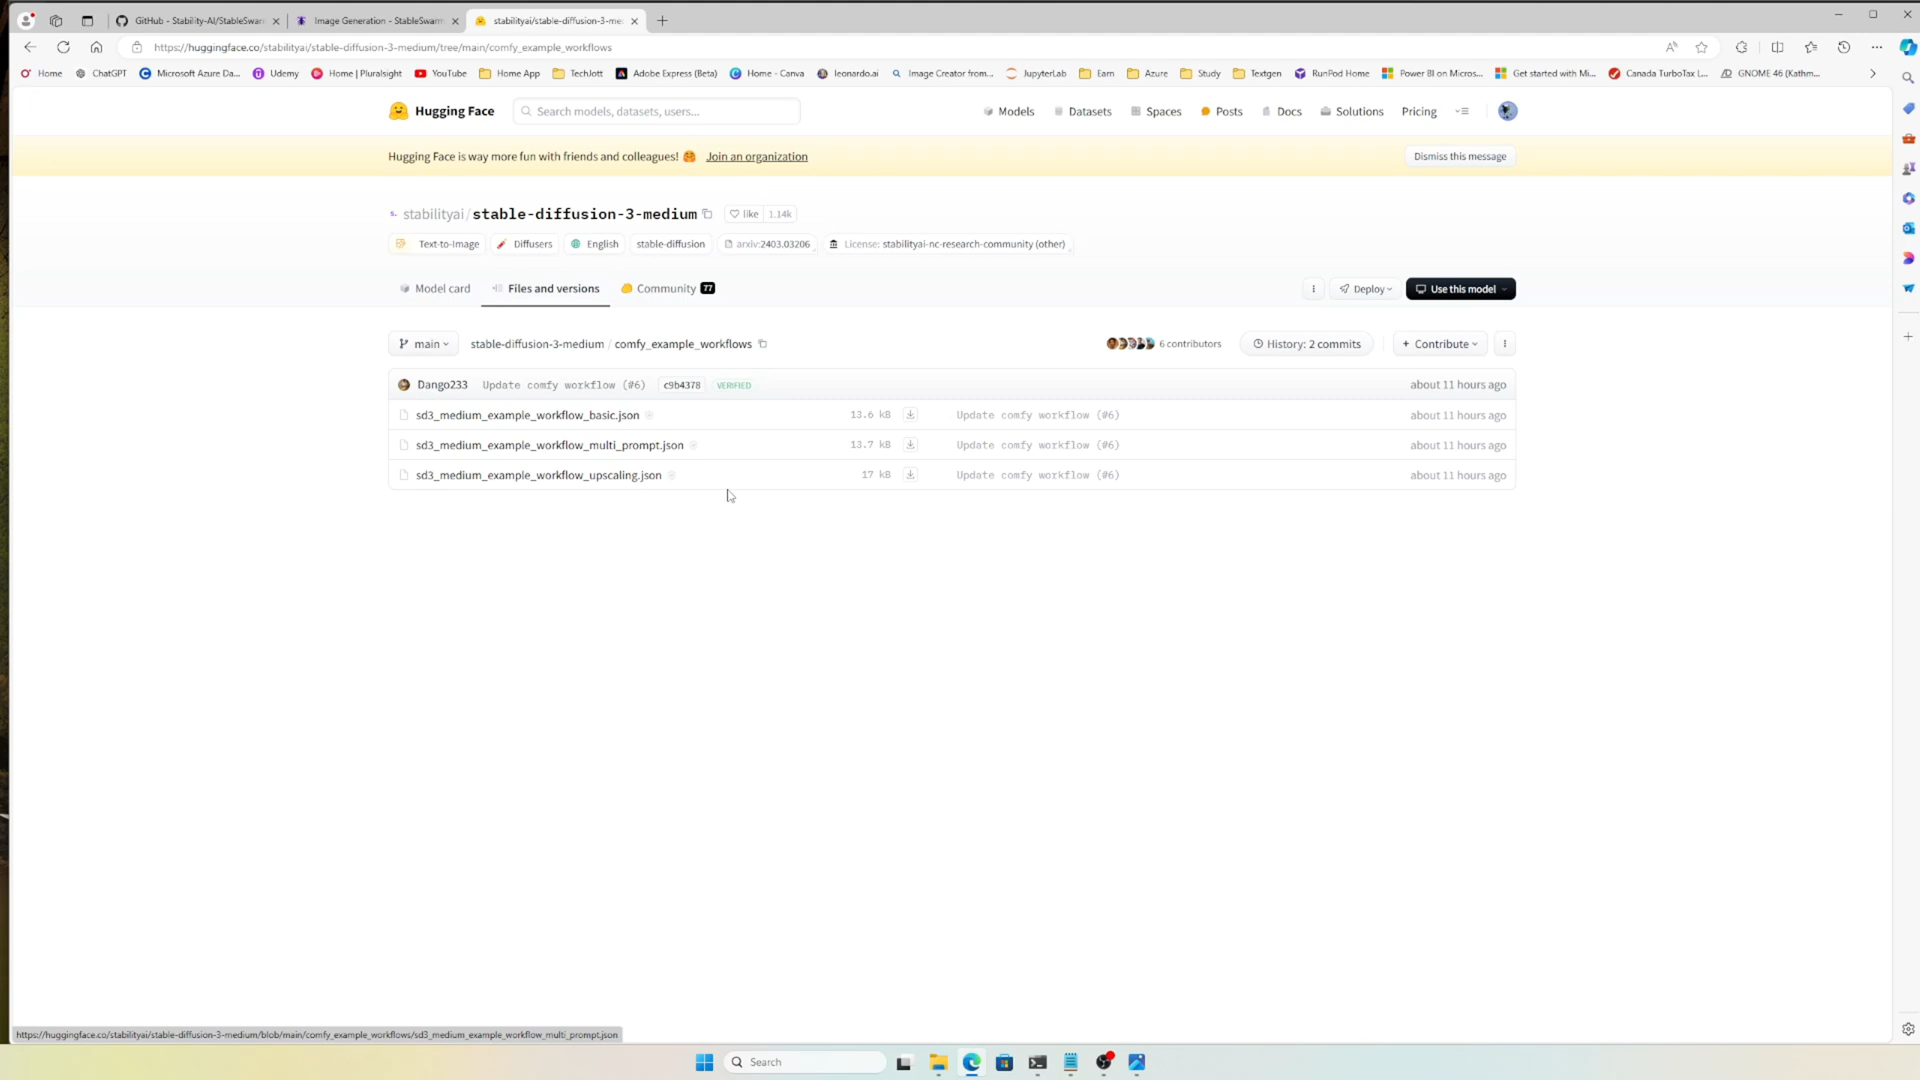 GitHub - Stability-AI/StableSwarm
Image Generation - StableSwarm
stabilityai/stable-diffusion-3-me...
https://huggingface.co/stabilityai/stable-diffusion-3-medium/tree/main/comfy_example_workflows
Home ChatGPT Microsoft Azure Da... Udemy Home | Pluralsight YouTube Home App TechJott Adobe Express (Beta) Home - Canva leonardo.ai Image Creator from... JupyterLab Earn Azure Study Textgen RunPod Home Power BI on Micros... Get started with Mi... Canada TurboTax L... GNOME 46 (Kathm...
Hugging Face
Search models, datasets, users...
Models Datasets Spaces Posts Docs Solutions Pricing
Hugging Face is way more fun with friends and colleagues! 🤗 Join an organization
Dismiss this message
stabilityai/stable-diffusion-3-medium like 1.14k
Text-to-Image Diffusers English stable-diffusion arxiv:2403.03206 License: stabilityai-nc-research-community (other)
Model card Files and versions Community 77
Deploy Use this model
main stable-diffusion-3-medium / comfy_example_workflows
6 contributors History: 2 commits + Contribute
Dango233 Update comfy workflow (#6) c9b4378 VERIFIED about 11 hours ago
sd3_medium_example_workflow_basic.json 13.6 kB Update comfy workflow (#6) about 11 hours ago
sd3_medium_example_workflow_multi_prompt.json 13.7 kB Update comfy workflow (#6) about 11 hours ago
sd3_medium_example_workflow_upscaling.json 17 kB Update comfy workflow (#6) about 11 hours ago
https://huggingface.co/stabilityai/stable-diffusion-3-medium/blob/main/comfy_example_workflows/sd3_medium_example_workflow_multi_prompt.json
Search